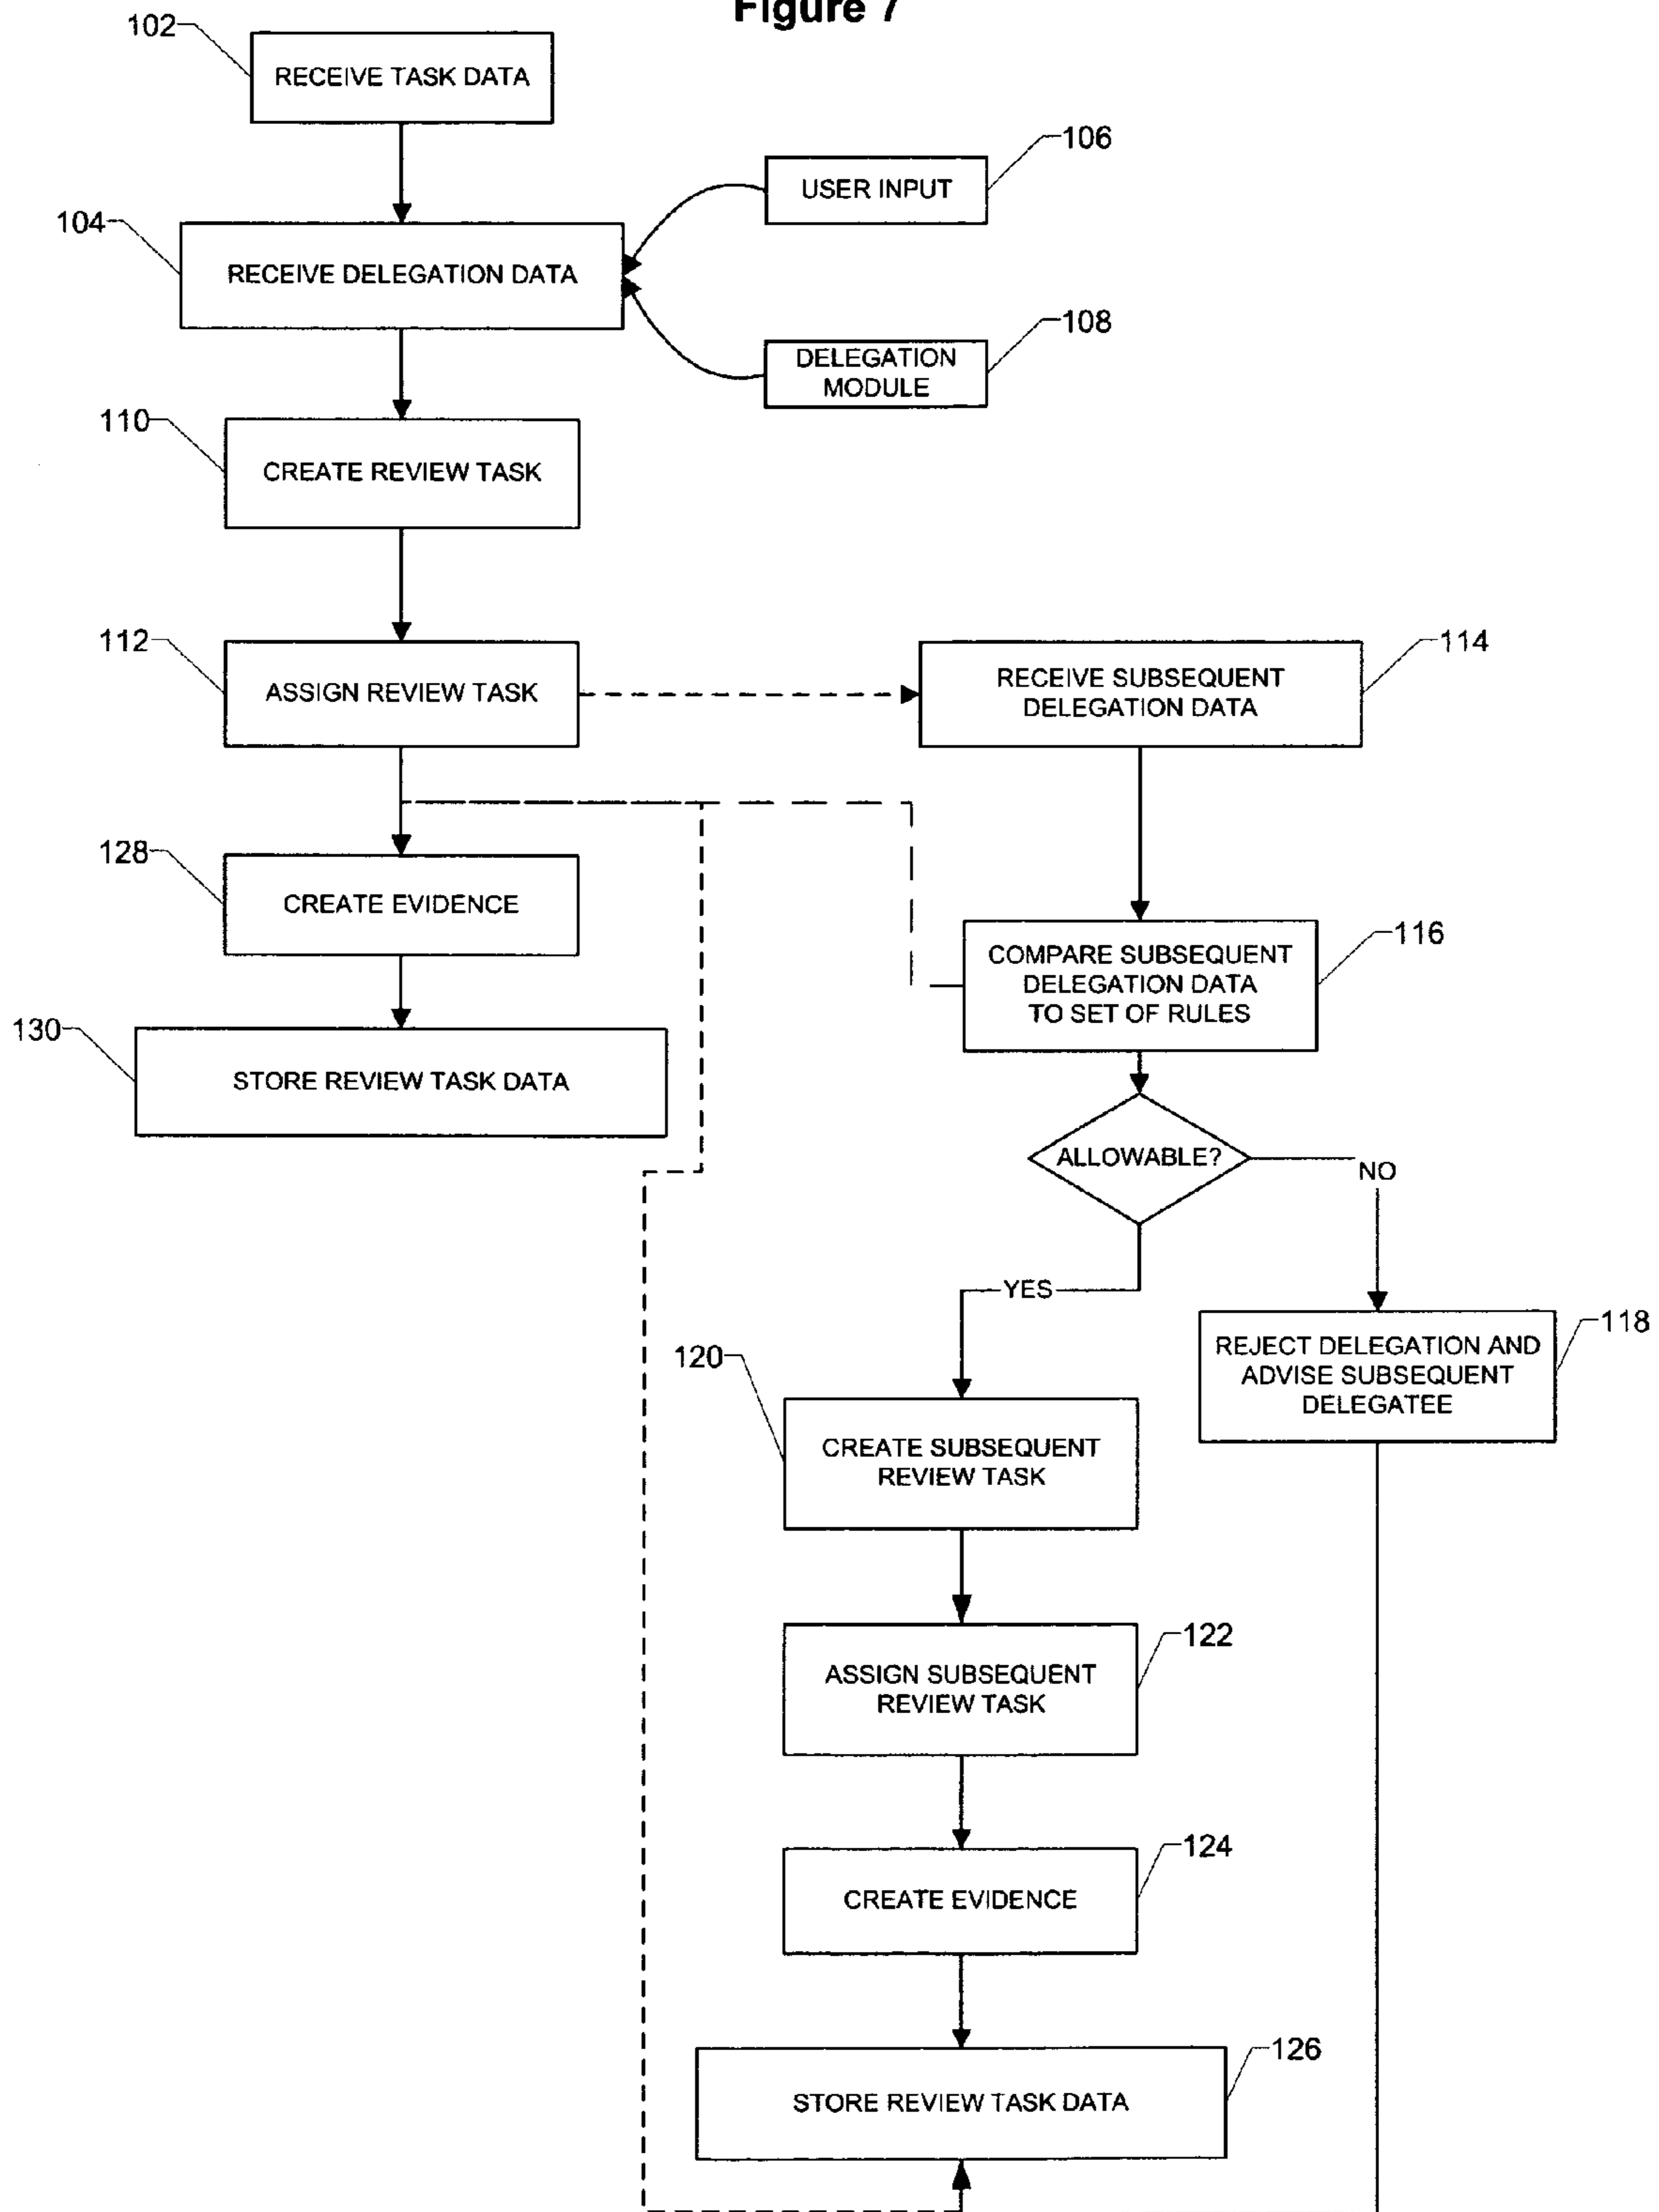 Figure 7
102
RECEIVE TASK DATA
106
USER INPUT
104
RECEIVE DELEGATION DATA
108
DELEGATION
MODULE
110
CREATE REVIEW TASK
112
ASSIGN REVIEW TASK
114
RECEIVE SUBSEQUENT
DELEGATION DATA
128
CREATE EVIDENCE
116
COMPARE SUBSEQUENT
DELEGATION DATA
TO SET OF RULES
130
STORE REVIEW TASK DATA
ALLOWABLE?
NO
YES
118
REJECT DELEGATION AND
ADVISE SUBSEQUENT
DELEGATEE
120
CREATE SUBSEQUENT
REVIEW TASK
122
ASSIGN SUBSEQUENT
REVIEW TASK
124
CREATE EVIDENCE
126
STORE REVIEW TASK DATA